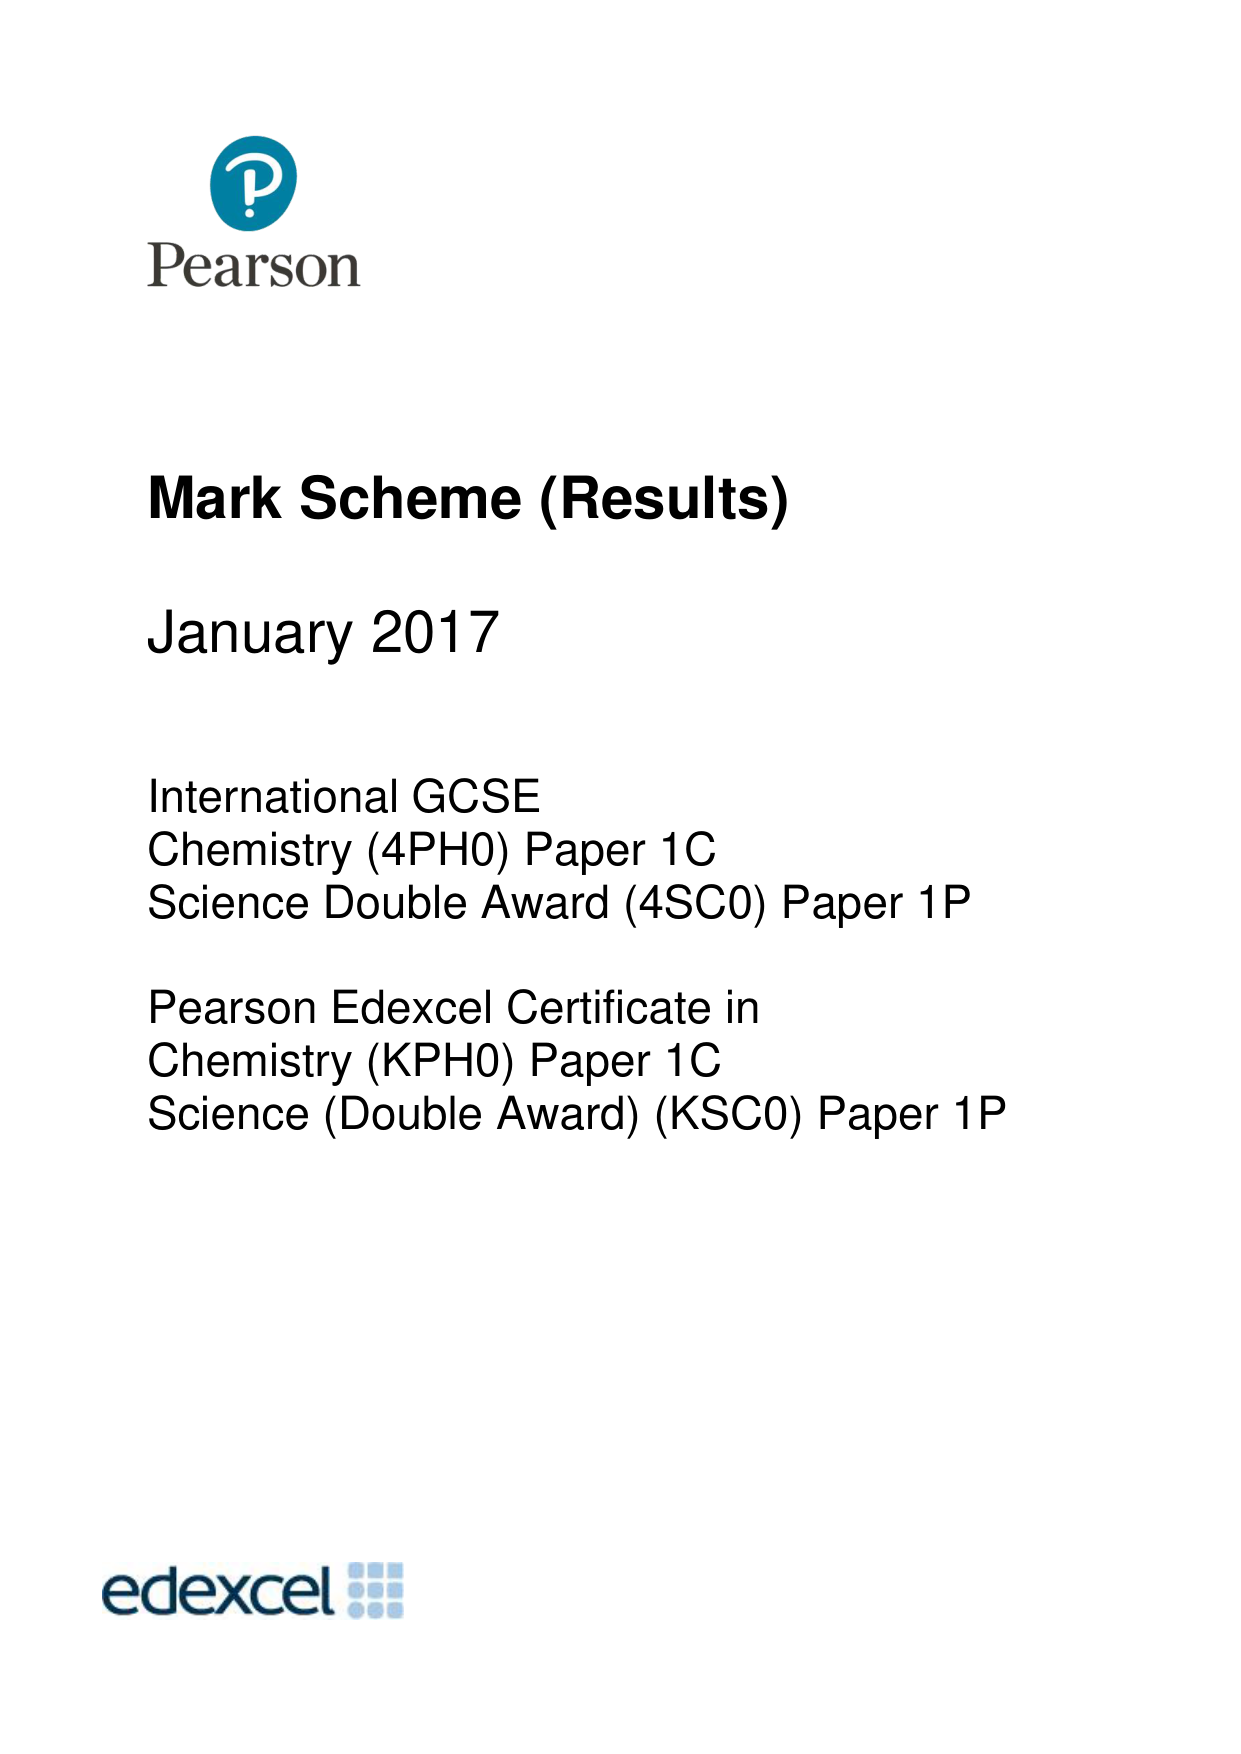 Pearson
Mark Scheme (Results)
January 2017
International GCSE
Chemistry (4PH0) Paper 1C
Science Double Award (4SC0) Paper 1P
Pearson Edexcel Certificate in
Chemistry (KPH0) Paper 1C
Science (Double Award) (KSC0) Paper 1P
edexcel